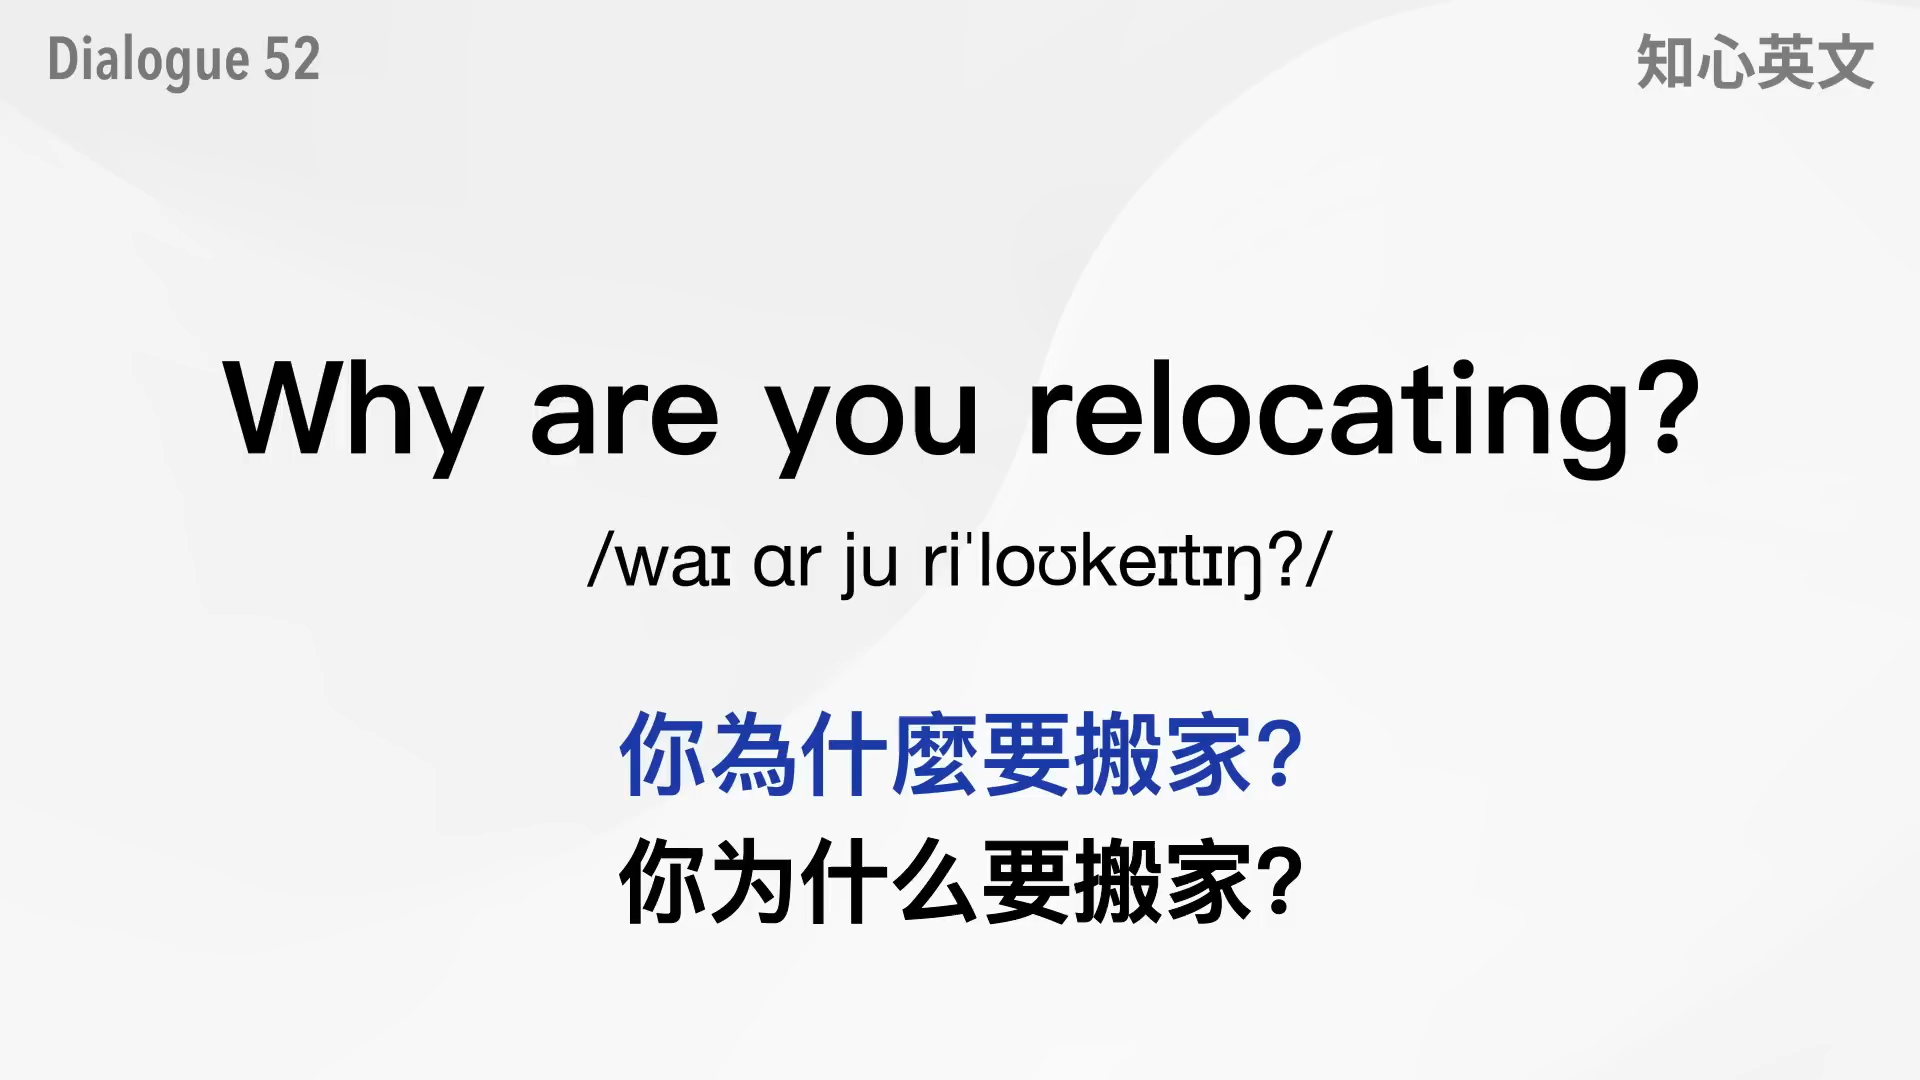 Dialogue 52
知心英文
Why are you relocating?
/waɪ ɑr ju riˈloʊkeɪtɪŋ?/
你為什麼要搬家?
你为什么要搬家?